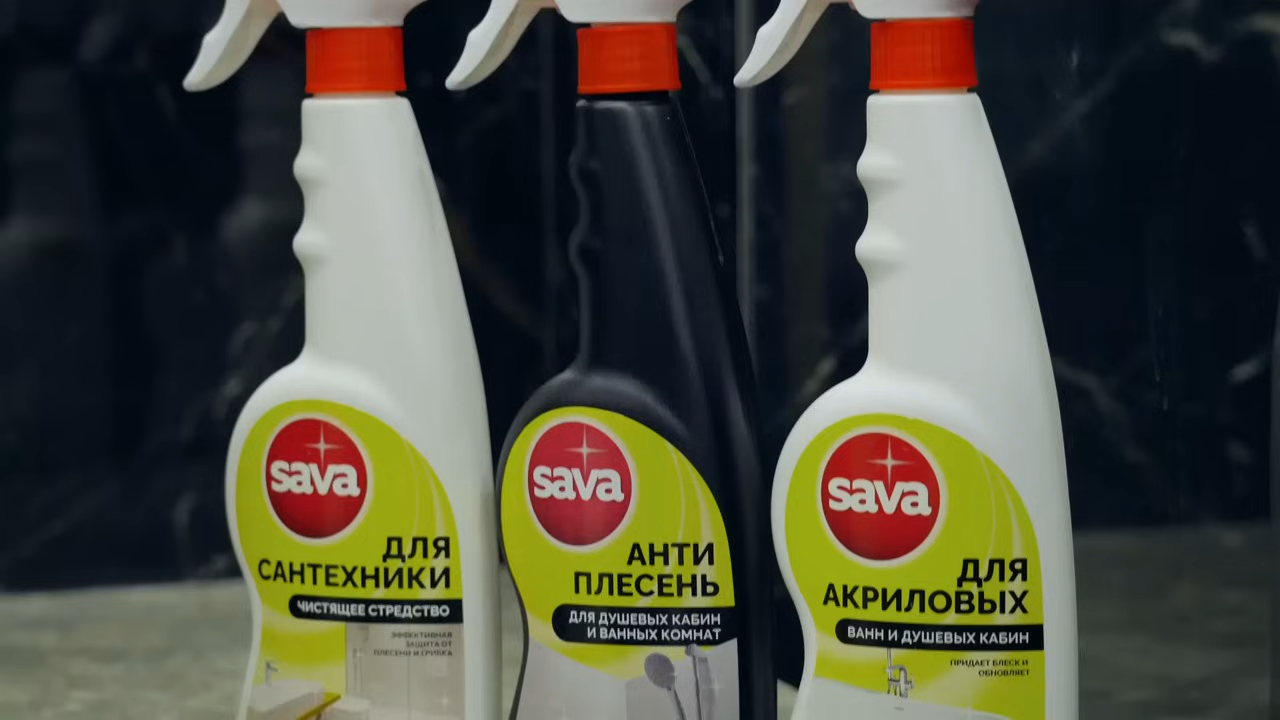 sava
ДЛЯ
САНТЕХНИКИ
ЧИСТЯЩЕЕ СТРЕДСТВО
ЭФФЕКТИВНАЯ
ЗАЩИТА ОТ
ПЛЕСЕНИ И ГРИБКА
sava
АНТИ
ПЛЕСЕНЬ
ДЛЯ ДУШЕВЫХ КАБИН
И ВАННЫХ КОМНАТ
sava
ДЛЯ
АКРИЛОВЫХ
ВАНН И ДУШЕВЫХ КАБИН
ПРИДАЕТ БЛЕСК И
ОБНОВЛЯЕТ